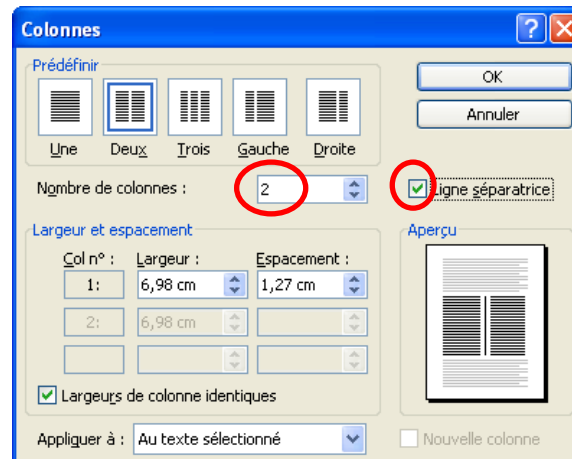 Colonnes
Prédéfinir
Une Deux Trois Gauche Droite
OK
Annuler
Nombre de colonnes : 2
Ligne séparatrice
Largeur et espacement
Col n° : Largeur : Espacement :
1: 6,98 cm 1,27 cm
2: 6,98 cm
Largeurs de colonne identiques
Aperçu
Appliquer à : Au texte sélectionné
Nouvelle colonne